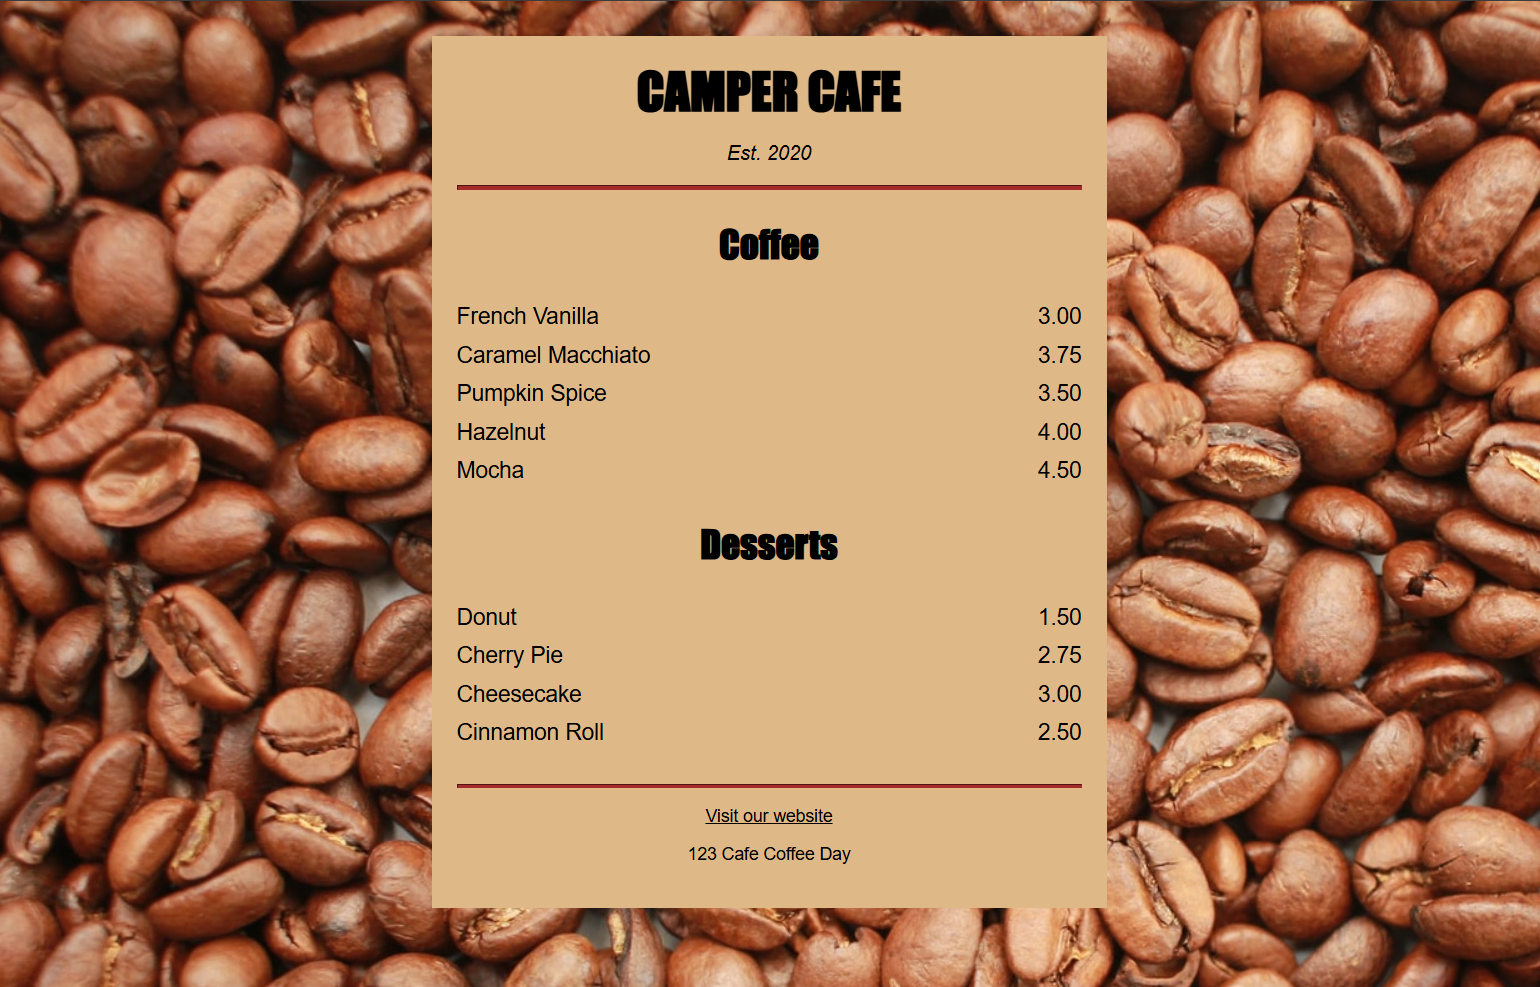 CAMPER CAFE
Est. 2020
Coffee
French Vanilla 3.00
Caramel Macchiato 3.75
Pumpkin Spice 3.50
Hazelnut 4.00
Mocha 4.50
Desserts
Donut 1.50
Cherry Pie 2.75
Cheesecake 3.00
Cinnamon Roll 2.50
Visit our website
123 Cafe Coffee Day